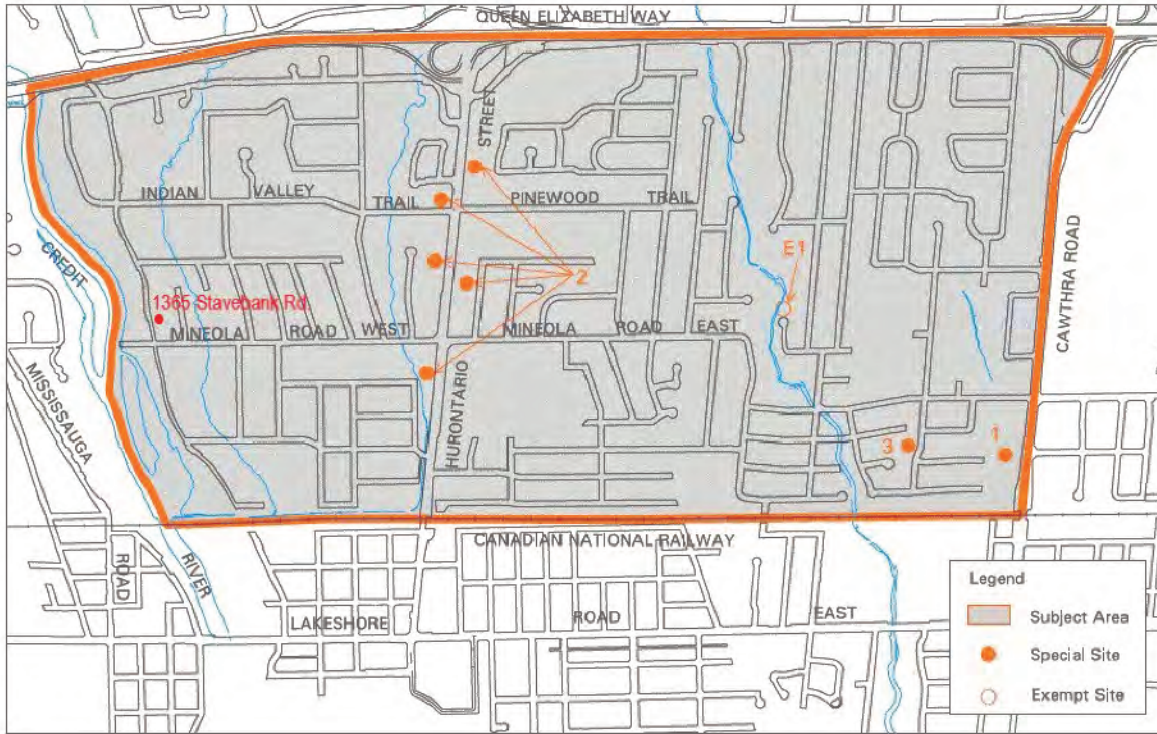 QUEEN ELIZABETH WAY
STREET
INDIAN VALLEY TRAIL PINEWOOD TRAIL
E1
CREDIT
2
1365 Stavebank Rd
MINEOLA ROAD WEST MINEOLA ROAD EAST
CAWTHRA ROAD
MISSISSAUGA
HURONTARIO
3
1
CANADIAN NATIONAL RAILWAY
ROAD
RIVER
LAKESHORE ROAD EAST
Legend
Subject Area
Special Site
Exempt Site